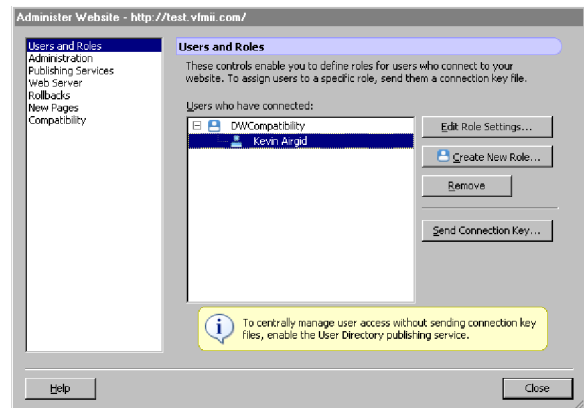 Administer Website - http://test.vlmii.com/
Users and Roles
Administration
Publishing Services
Web Server
Rollbacks
New Pages
Compatibility
Users and Roles
These controls enable you to define roles for users who connect to your
website. To assign users to a specific role, send them a connection key file.
Users who have connected:
DWCompatibility
Kevin Airgid
Edit Role Settings...
Create New Role...
Remove
Send Connection Key...
To centrally manage user access without sending connection key
files, enable the User Directory publishing service.
Help
Close